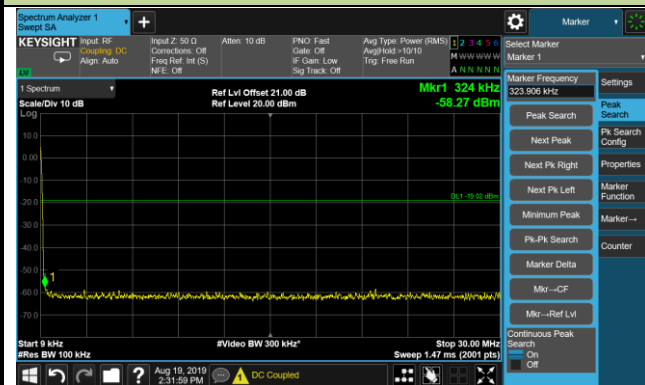 Spectrum Analyzer 1
Swept SA
Marker
KEYSIGHT
Input: RF
Coupling: DC
Align: Auto
Input Z: 50 Ω
Corrections: Off
Freq Ref: Int (S)
NFE: Off
Atten: 10 dB
PNO: Fast
Gate: Off
IF Gain: Low
Sig Track: Off
Avg Type: Power (RMS)
Avg|Hold:>10/10
Trig: Free Run
1 2 3 4 5 6
M W W W W W
A N N N N N
LVI
Select Marker
Marker 1
Marker Frequency
323.906 kHz
Settings
Peak Search
Peak
Search
Next Peak
Pk Search
Config
Next Pk Right
Properties
Next Pk Left
Marker
Function
Minimum Peak
Marker→
Pk-Pk Search
Counter
Marker Delta
Mkr→CF
Mkr→Ref Lvl
Continuous Peak
Search
On
Off
1 Spectrum
Scale/Div 10 dB
Log
Ref Lvl Offset 21.00 dB
Ref Level 20.00 dBm
Mkr1 324 kHz
-58.27 dBm
10.0
0.00
-10.0
-20.0
-30.0
-40.0
-50.0
-60.0
-70.0
DL1 -19.02 dBm
1
Start 9 kHz
#Res BW 100 kHz
#Video BW 300 kHz*
Stop 30.00 MHz
Sweep 1.47 ms (2001 pts)
Aug 19, 2019
2:31:59 PM
DC Coupled